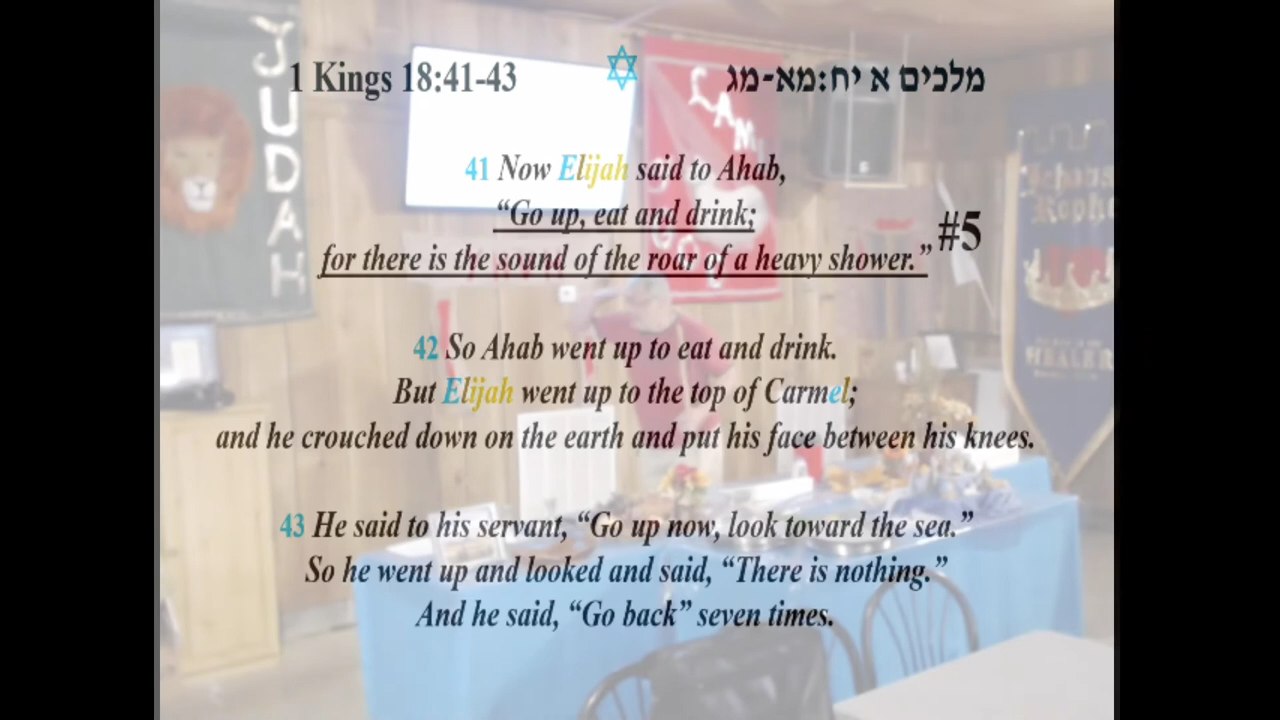 1 Kings 18:41-43
מלכים א יח:מא-מג
41 Now Elijah said to Ahab,
“Go up, eat and drink;
for there is the sound of the roar of a heavy shower.”
#5
42 So Ahab went up to eat and drink.
But Elijah went up to the top of Carmel;
and he crouched down on the earth and put his face between his knees.
43 He said to his servant, “Go up now, look toward the sea.”
So he went up and looked and said, “There is nothing.”
And he said, “Go back” seven times.
JUDAH